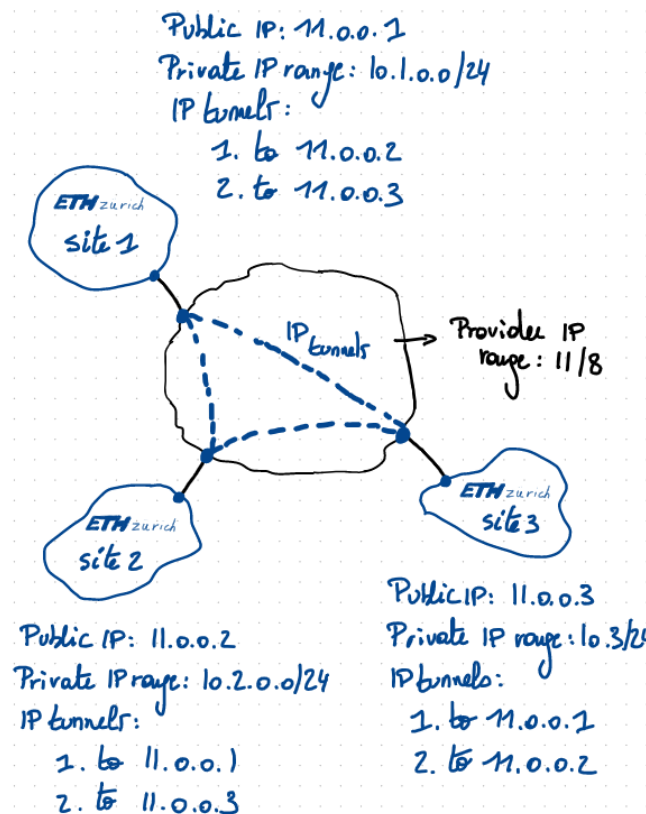 Public IP: 11.0.0.1
Private IP range: 10.1.0.0/24
IP tunnels:
1. to 11.0.0.2
2. to 11.0.0.3
ETH zürich
site 1
IP tunnels
Provider IP
range: 11/8
ETH zürich
site 2
ETH zürich
site 3
Public IP: 11.0.0.2
Private IP range: 10.2.0.0/24
IP tunnels:
1. to 11.0.0.1
2. to 11.0.0.3
Public IP: 11.0.0.3
Private IP range: 10.3/24
IP tunnels:
1. to 11.0.0.1
2. to 11.0.0.2